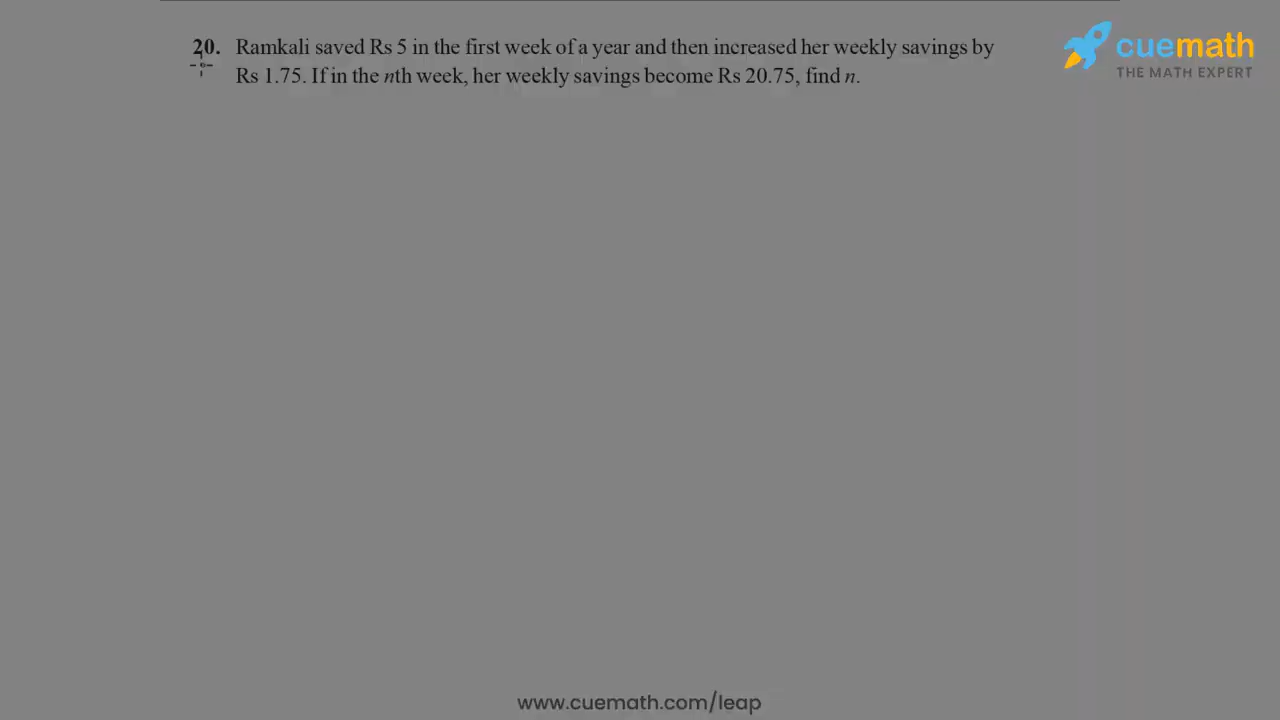 20. Ramkali saved Rs 5 in the first week of a year and then increased her weekly savings by
Rs 1.75. If in the nth week, her weekly savings become Rs 20.75, find n.
cuemath
THE MATH EXPERT
www.cuemath.com/leap